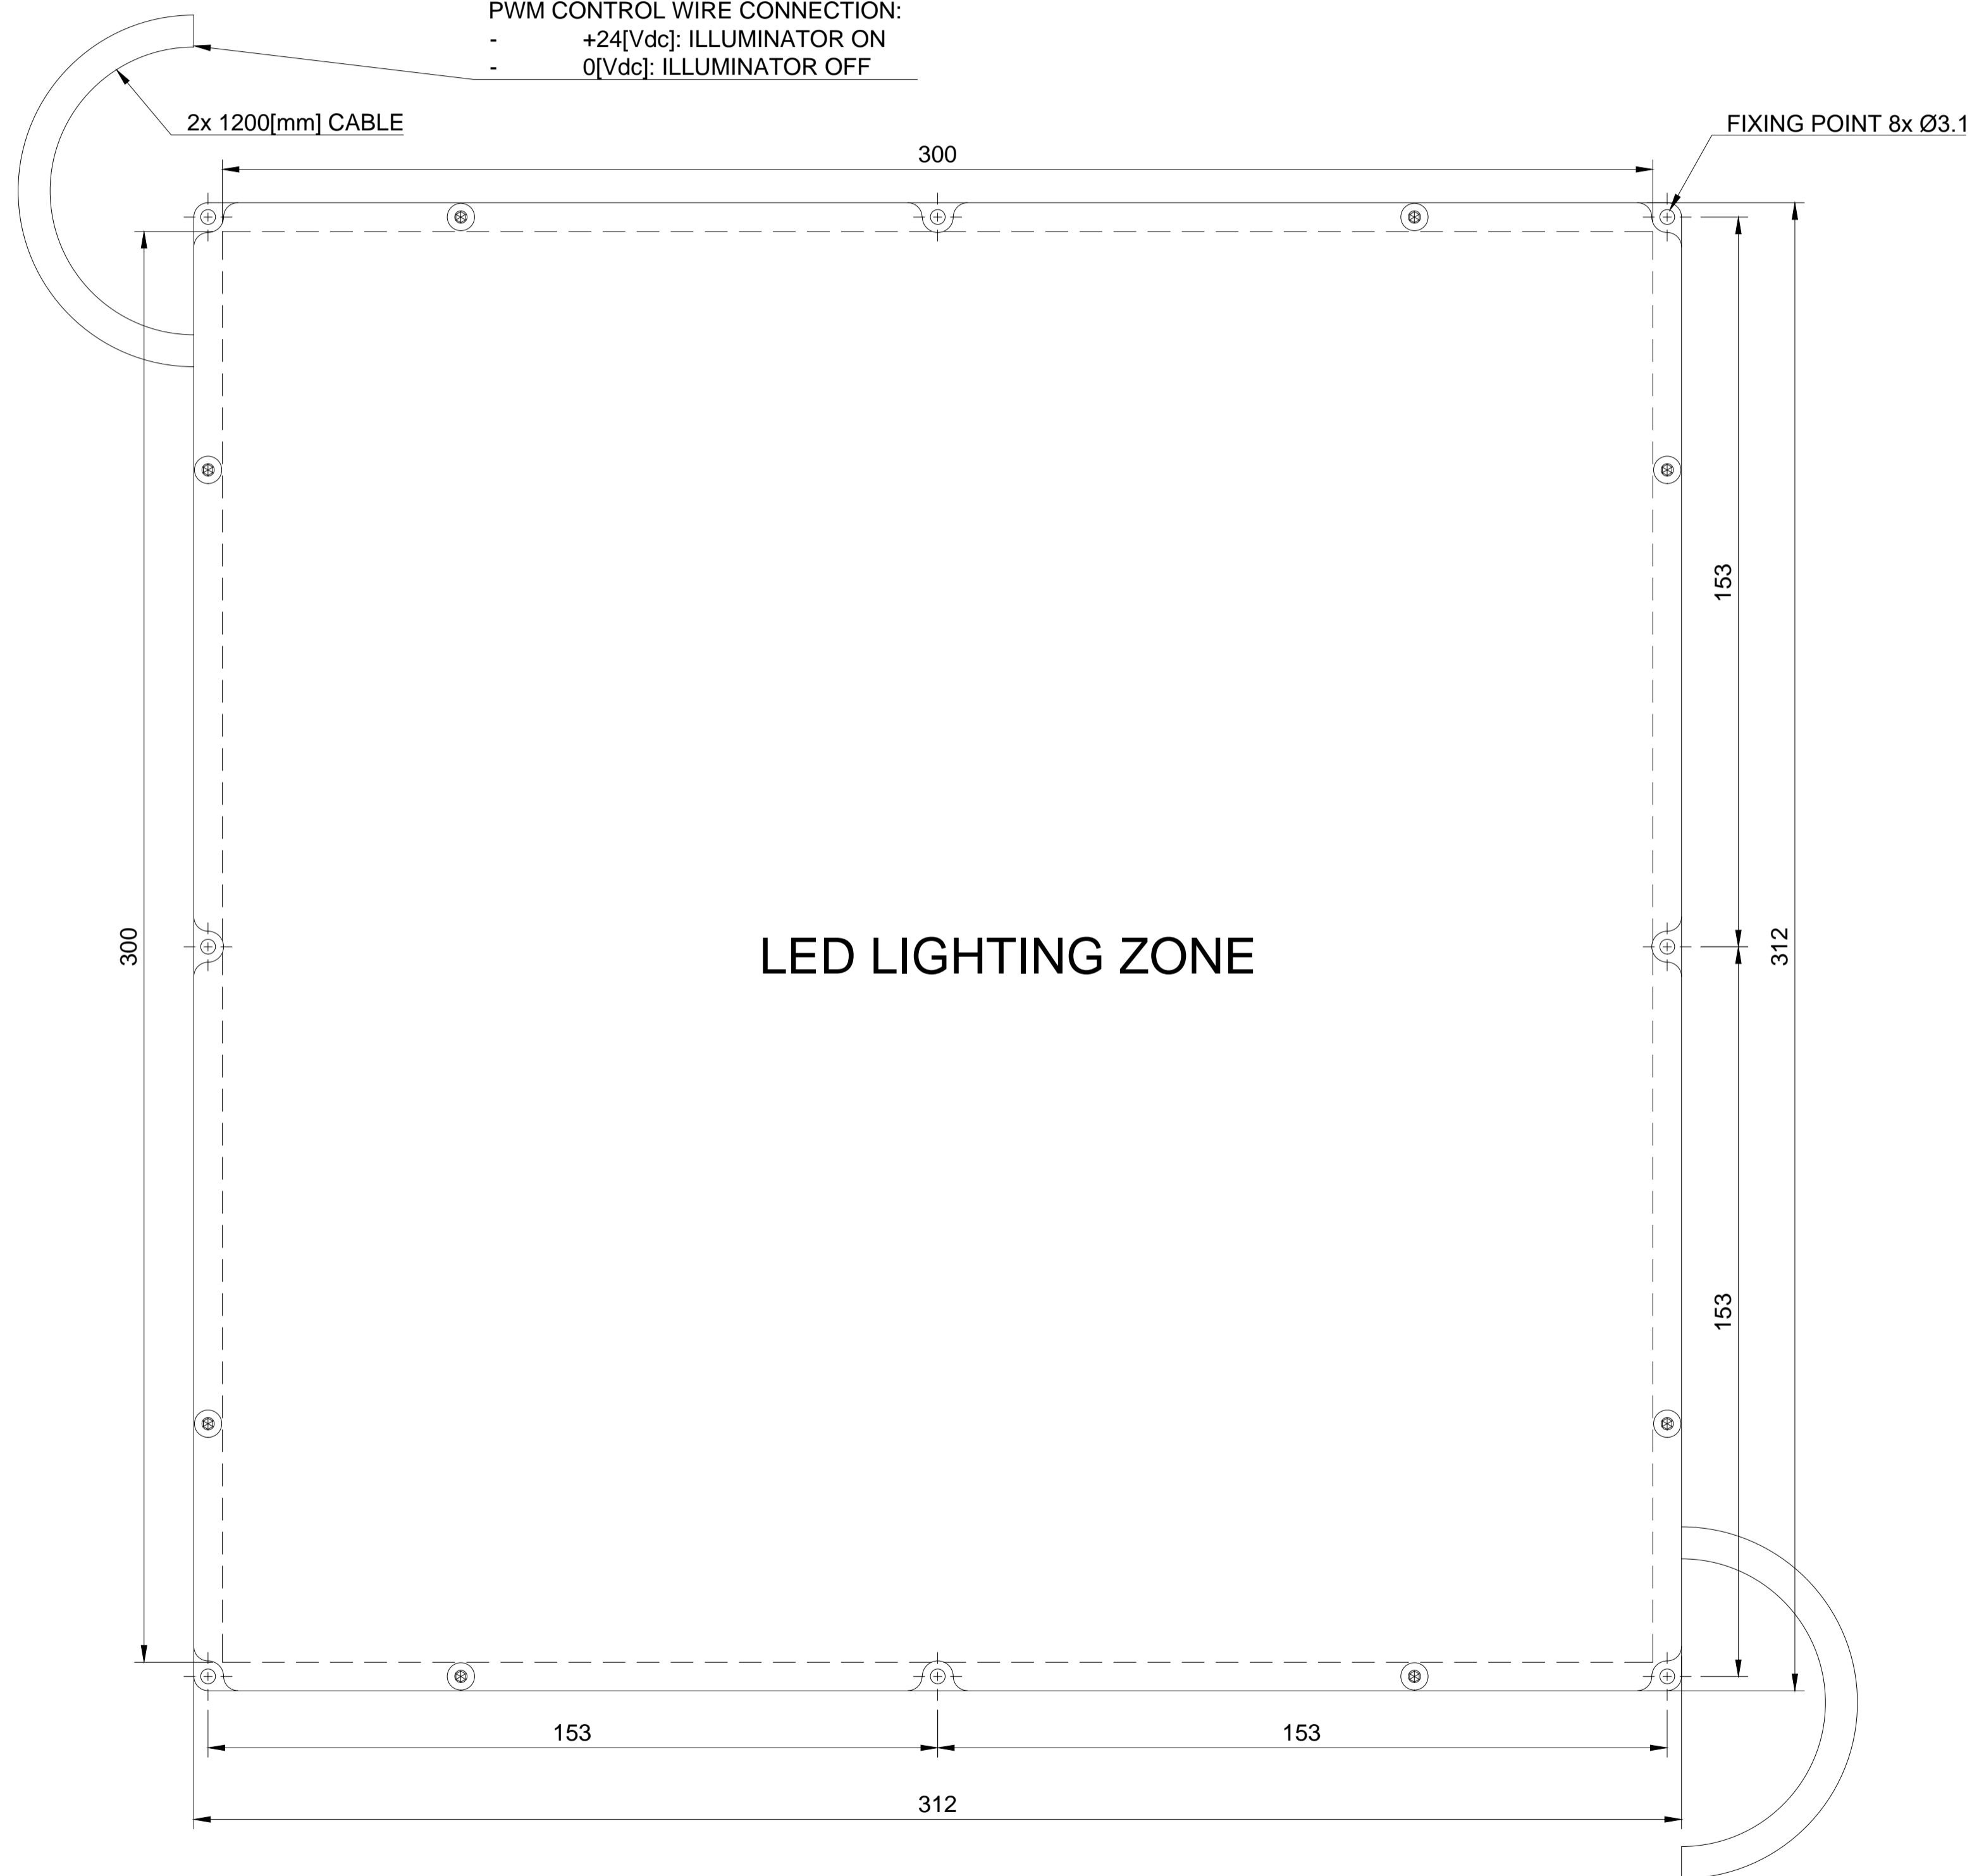 PWM CONTROL WIRE CONNECTION:
- +24[Vdc]: ILLUMINATOR ON
- 0[Vdc]: ILLUMINATOR OFF
2x 1200[mm] CABLE
FIXING POINT 8x Ø3.1
300
153
300
LED LIGHTING ZONE
312
153
153
153
312